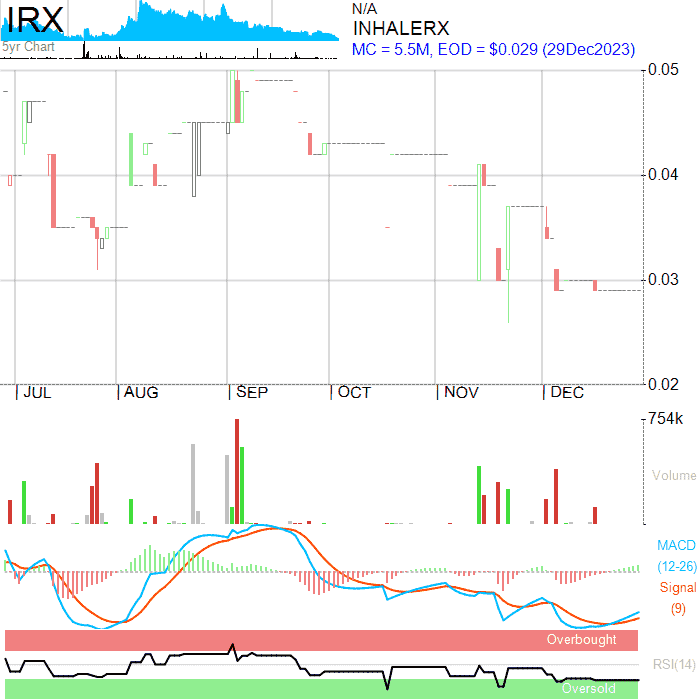 IRX
5yr Chart
N/A
INHALERX
MC = 5.5M, EOD = $0.029 (29Dec2023)
0.05
0.04
0.03
0.02
JUL AUG SEP OCT NOV DEC
754k
Volume
MACD
(12-26)
Signal
(9)
Overbought
RSI(14)
Oversold